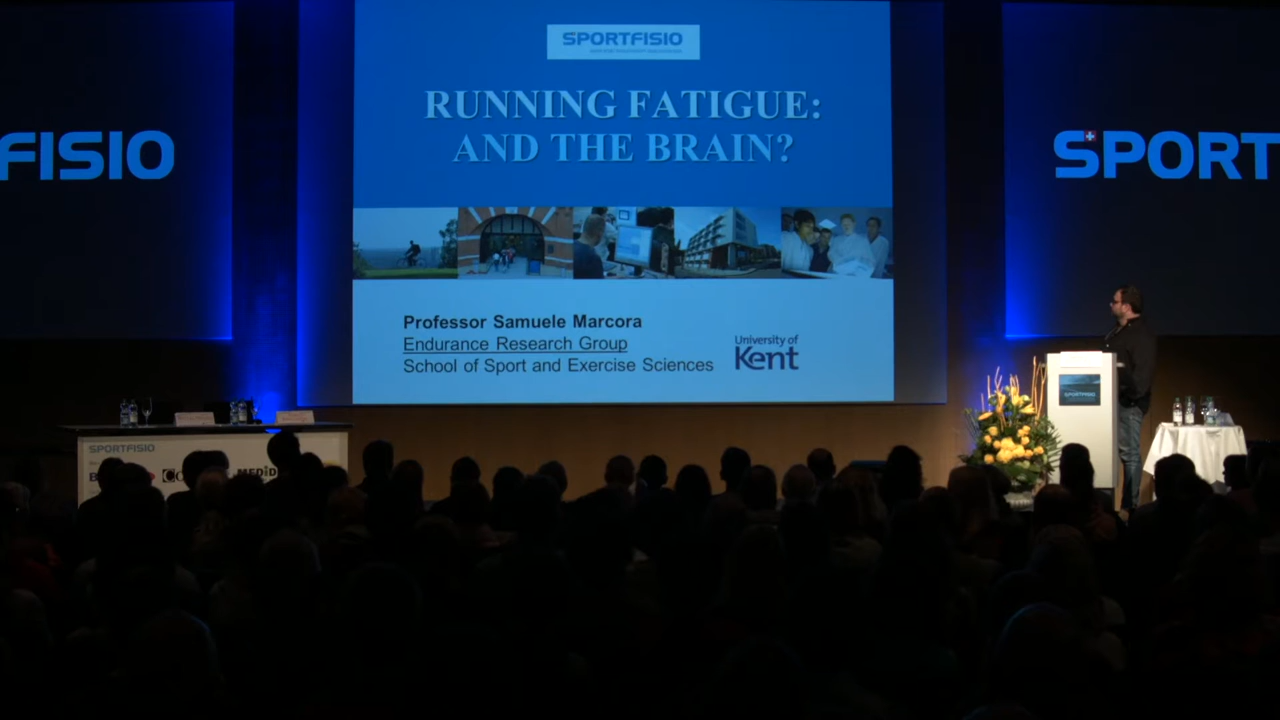 SPORTFISIO
RUNNING FATIGUE:
AND THE BRAIN?
FISIO
SPORT
Professor Samuele Marcora
Endurance Research Group
School of Sport and Exercise Sciences
University of
Kent
SPORTFISIO
SPORTFISIO